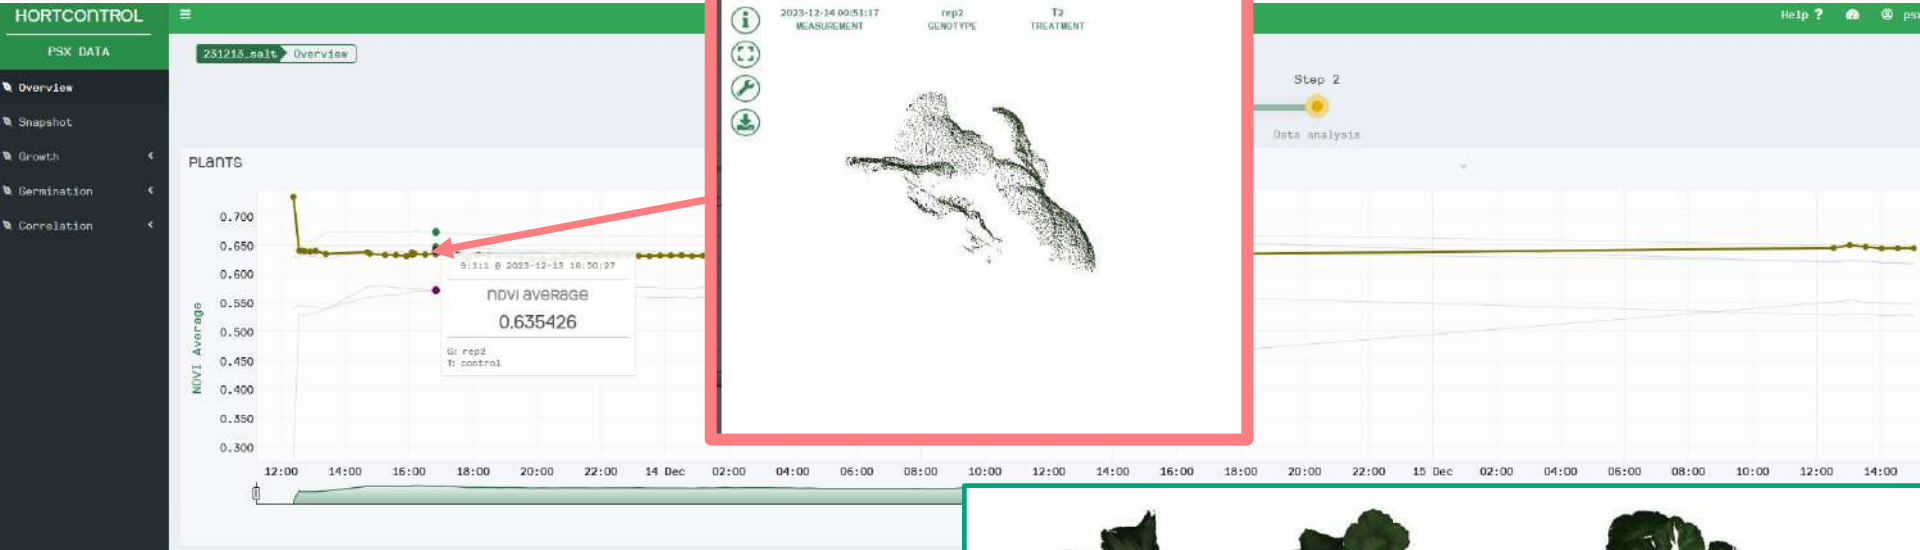 HORTCONTROL
Help ?
psx
PSX DATA
Overview
Snapshot
Growth
Germination
Correlation
231213_salt Overview
Step 2
Data analysis
2023-12-14 00:51:17
MEASUREMENT
rep2
GENOTYPE
T2
TREATMENT
PLANTS
NDVI Average
0.700
0.650
0.600
0.550
0.500
0.450
0.400
0.350
0.300
9:1:1 @ 2023-12-13 16:50:27
NDVI AVERAGE
0.635426
G: rep2
T: control
12:00 14:00 16:00 18:00 20:00 22:00 14 Dec 02:00 04:00 06:00 08:00 10:00 12:00 14:00 16:00 18:00 20:00 22:00 15 Dec 02:00 04:00 06:00 08:00 10:00 12:00 14:00